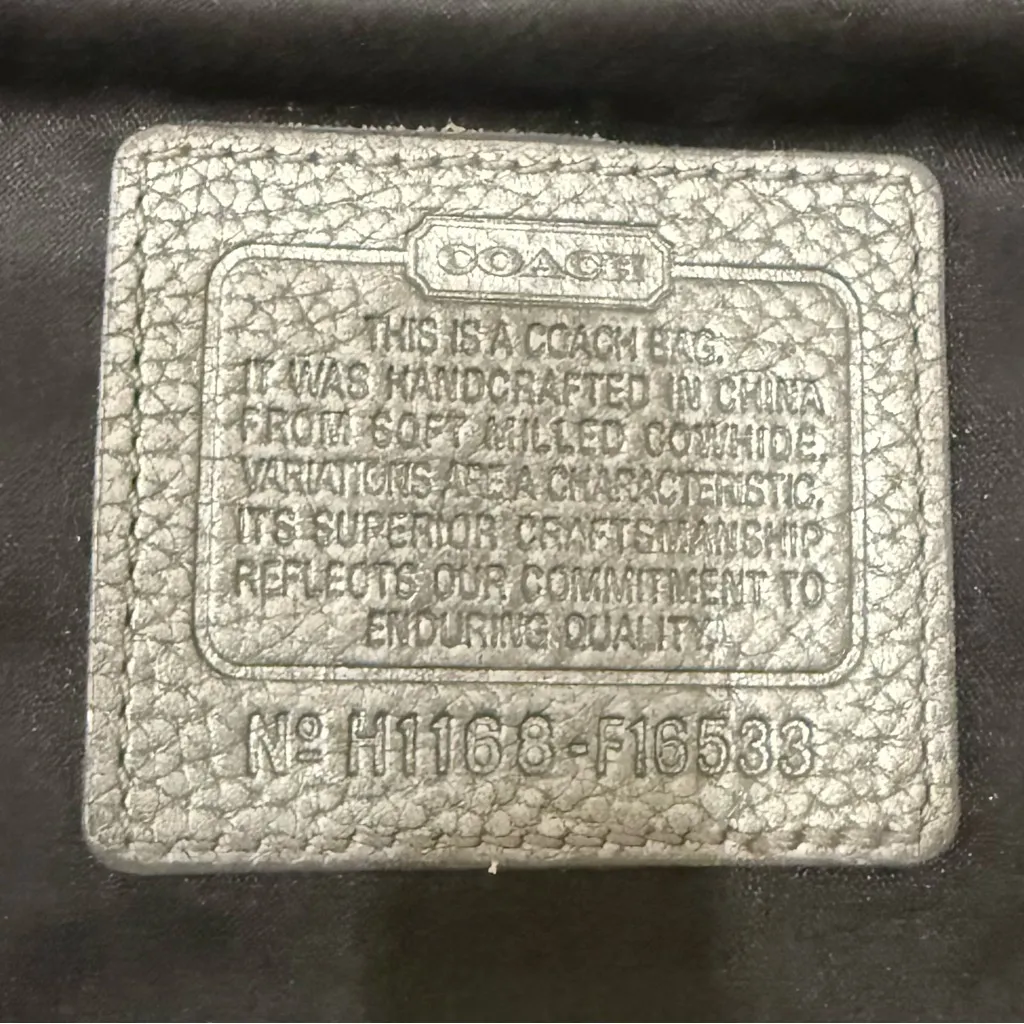 COACH
THIS IS A COACH BAG.
IT WAS HANDCRAFTED IN CHINA
FROM SOFT MILLED COWHIDE.
VARIATIONS ARE A CHARACTERISTIC.
ITS SUPERIOR CRAFTSMANSHIP
REFLECTS OUR COMMITMENT TO
ENDURING QUALITY.
Nº H1168-F16533